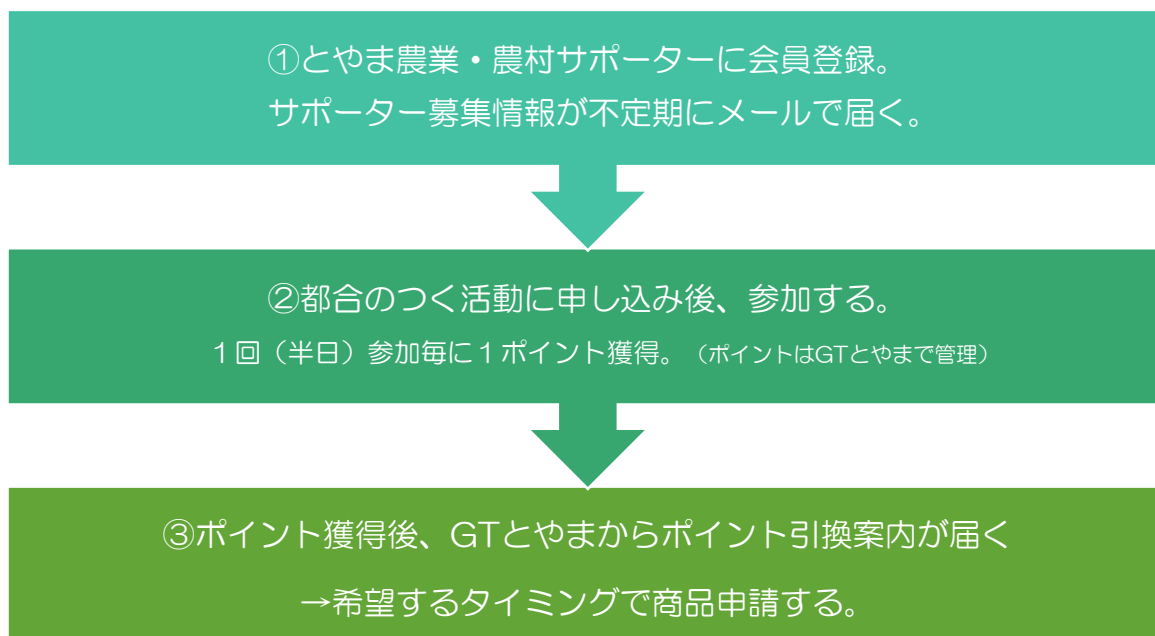 ①とやま農業・農村サポーターに会員登録。
サポーター募集情報が不定期にメールで届く。
②都合のつく活動に申し込み後、参加する。
１回（半日）参加毎に１ポイント獲得。（ポイントはGTとやまで管理）
③ポイント獲得後、GTとやまからポイント引換案内が届く
→希望するタイミングで商品申請する。